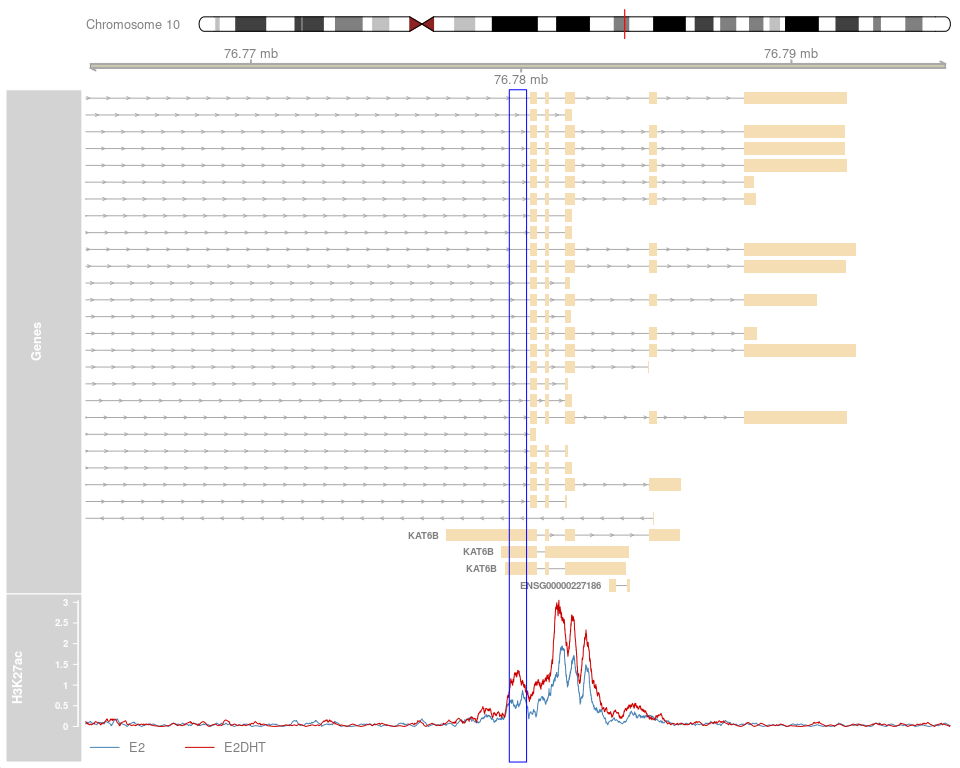 Chromosome 10
76.77 mb
76.79 mb
76.78 mb
Genes
KAT6B
KAT6B
KAT6B
ENSG00000227186
H3K27ac
3
2.5
2
1.5
1
0.5
0
E2
E2DHT